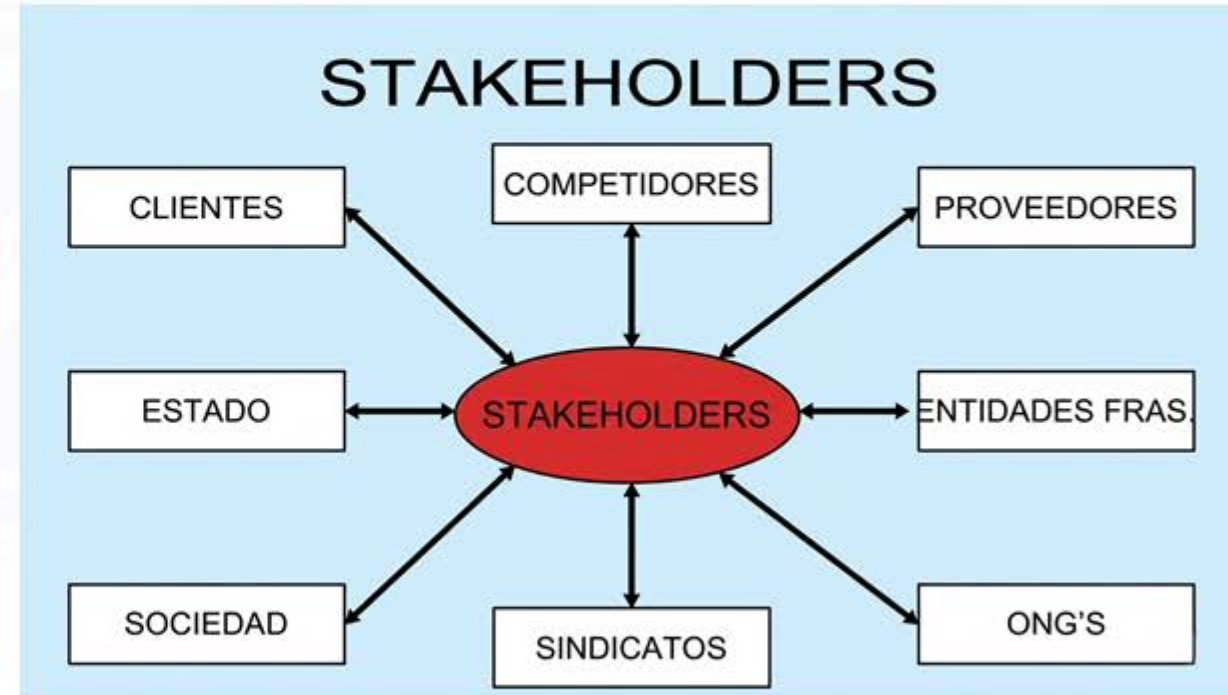 STAKEHOLDERS
CLIENTES
COMPETIDORES
PROVEEDORES
ESTADO
STAKEHOLDERS
ENTIDADES FRAS.
SOCIEDAD
SINDICATOS
ONG'S